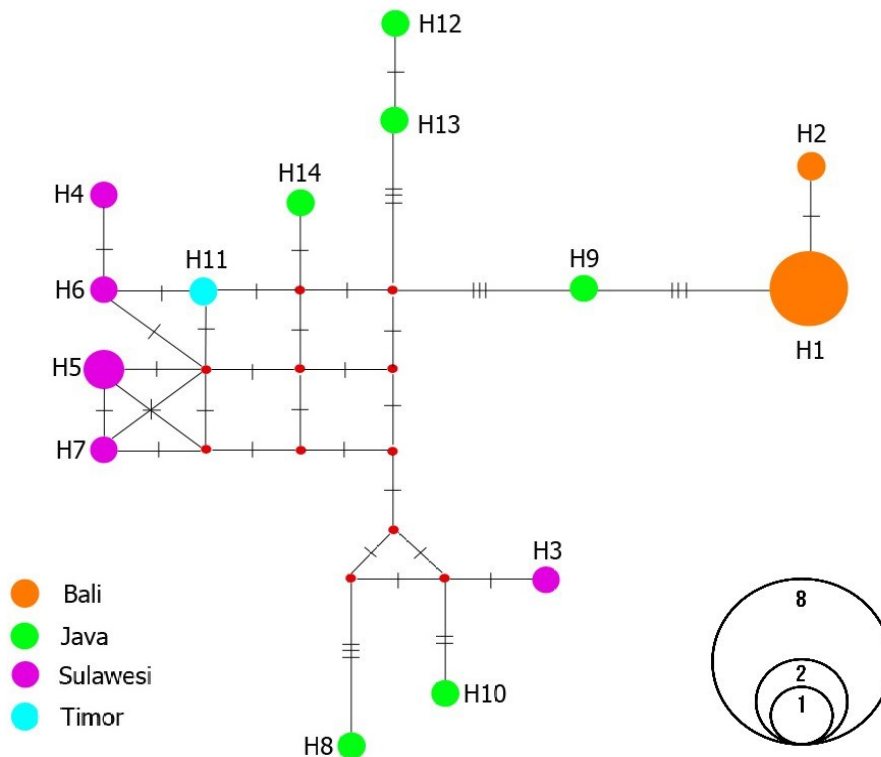 H12
H13
H2
H14
H4
H11
H9
H6
H1
H5
H7
H3
Bali
Java
Sulawesi
Timor
H10
H8
8
2
1